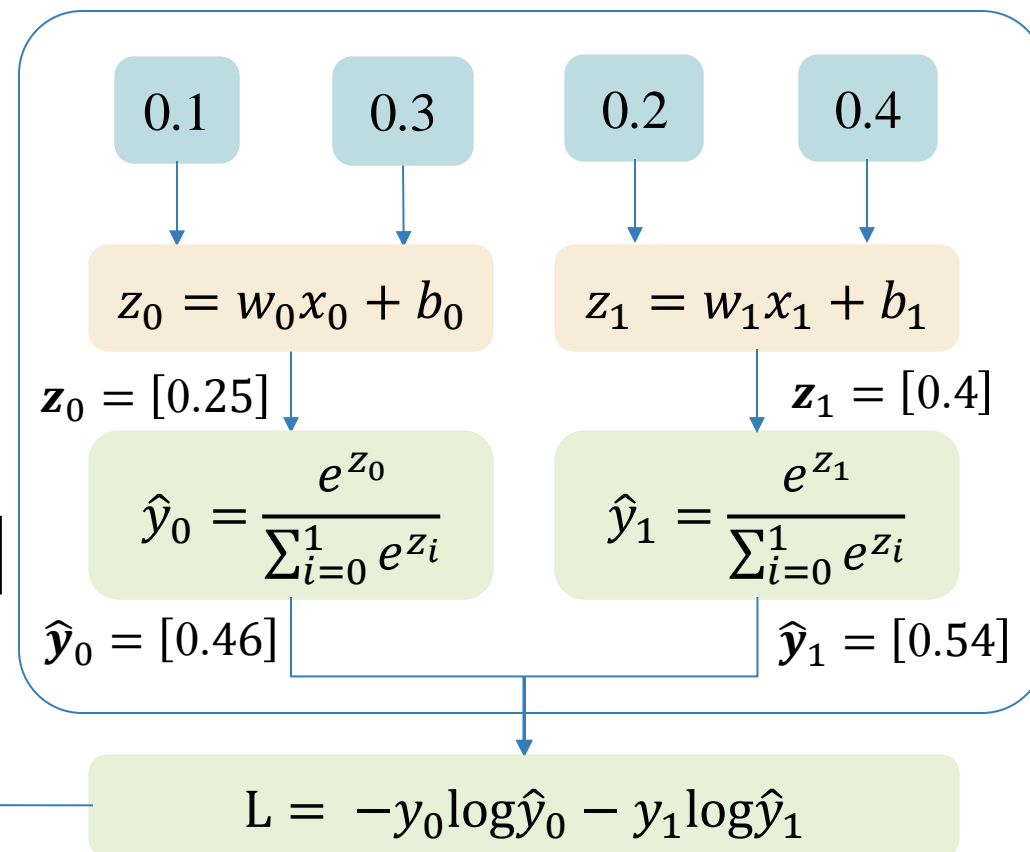 0.1 0.3 0.2 0.4
z₀ = w₀x₀ + b₀ z₁ = w₁x₁ + b₁
𝒛₀ = [0.25] 𝒛₁ = [0.4]
ŷ₀ = e^{z₀} / ∑_{i=0}^{1} e^{z_i} ŷ₁ = e^{z₁} / ∑_{i=0}^{1} e^{z_i}
]
ŷ₀ = [0.46] ŷ₁ = [0.54]
L = −y₀logŷ₀ − y₁logŷ₁